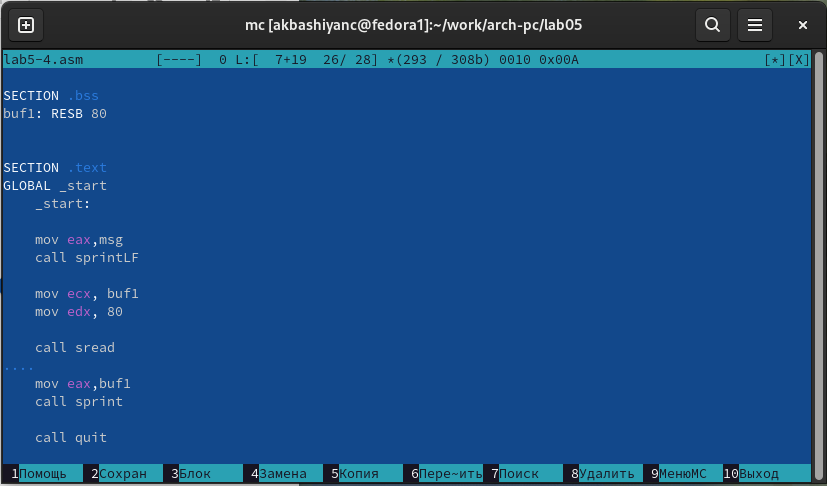 mc [akbashiyanc@fedora1]:~/work/arch-pc/lab05
lab5-4.asm [----] 0 L:[ 7+19 26/ 28] *(293 / 308b) 0010 0x00A [*][X]
SECTION .bss
buf1: RESB 80
SECTION .text
GLOBAL _start
_start:
mov eax,msg
call sprintLF
mov ecx, buf1
mov edx, 80
call sread
....
mov eax,buf1
call sprint
call quit
1Помощь 2Сохран 3Блок 4Замена 5Копия 6Пере~ить 7Поиск 8Удалить 9МенюМС 10Выход